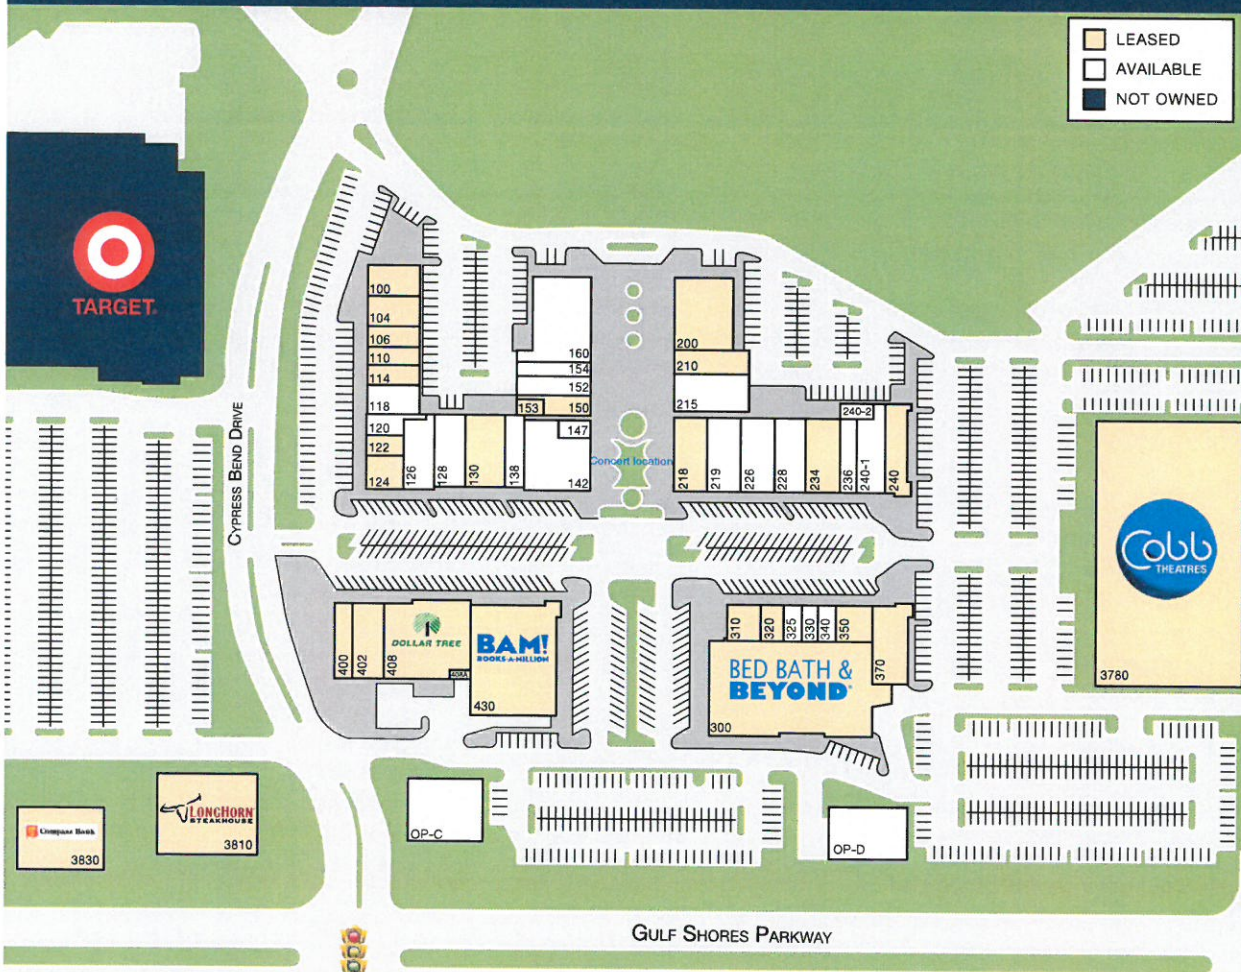 LEASED
AVAILABLE
NOT OWNED
TARGET.
CYPRESS BEND DRIVE
100
104
106
110
114
118
120
122
124
126
128
130
138
142
147
153
150
152
154
160
200
210
215
218
219
226
228
234
236
240-1
240-2
240
Concert location
Cobb
THEATRES
3780
400
402
408
DOLLAR TREE
408A
BAM!
BOOKS-A-MILLION
430
310
320
325
330
340
350
370
BED BATH &
BEYOND
300
Compass Bank
3830
LONGHORN
STEAKHOUSE
3810
OP-C
OP-D
GULF SHORES PARKWAY